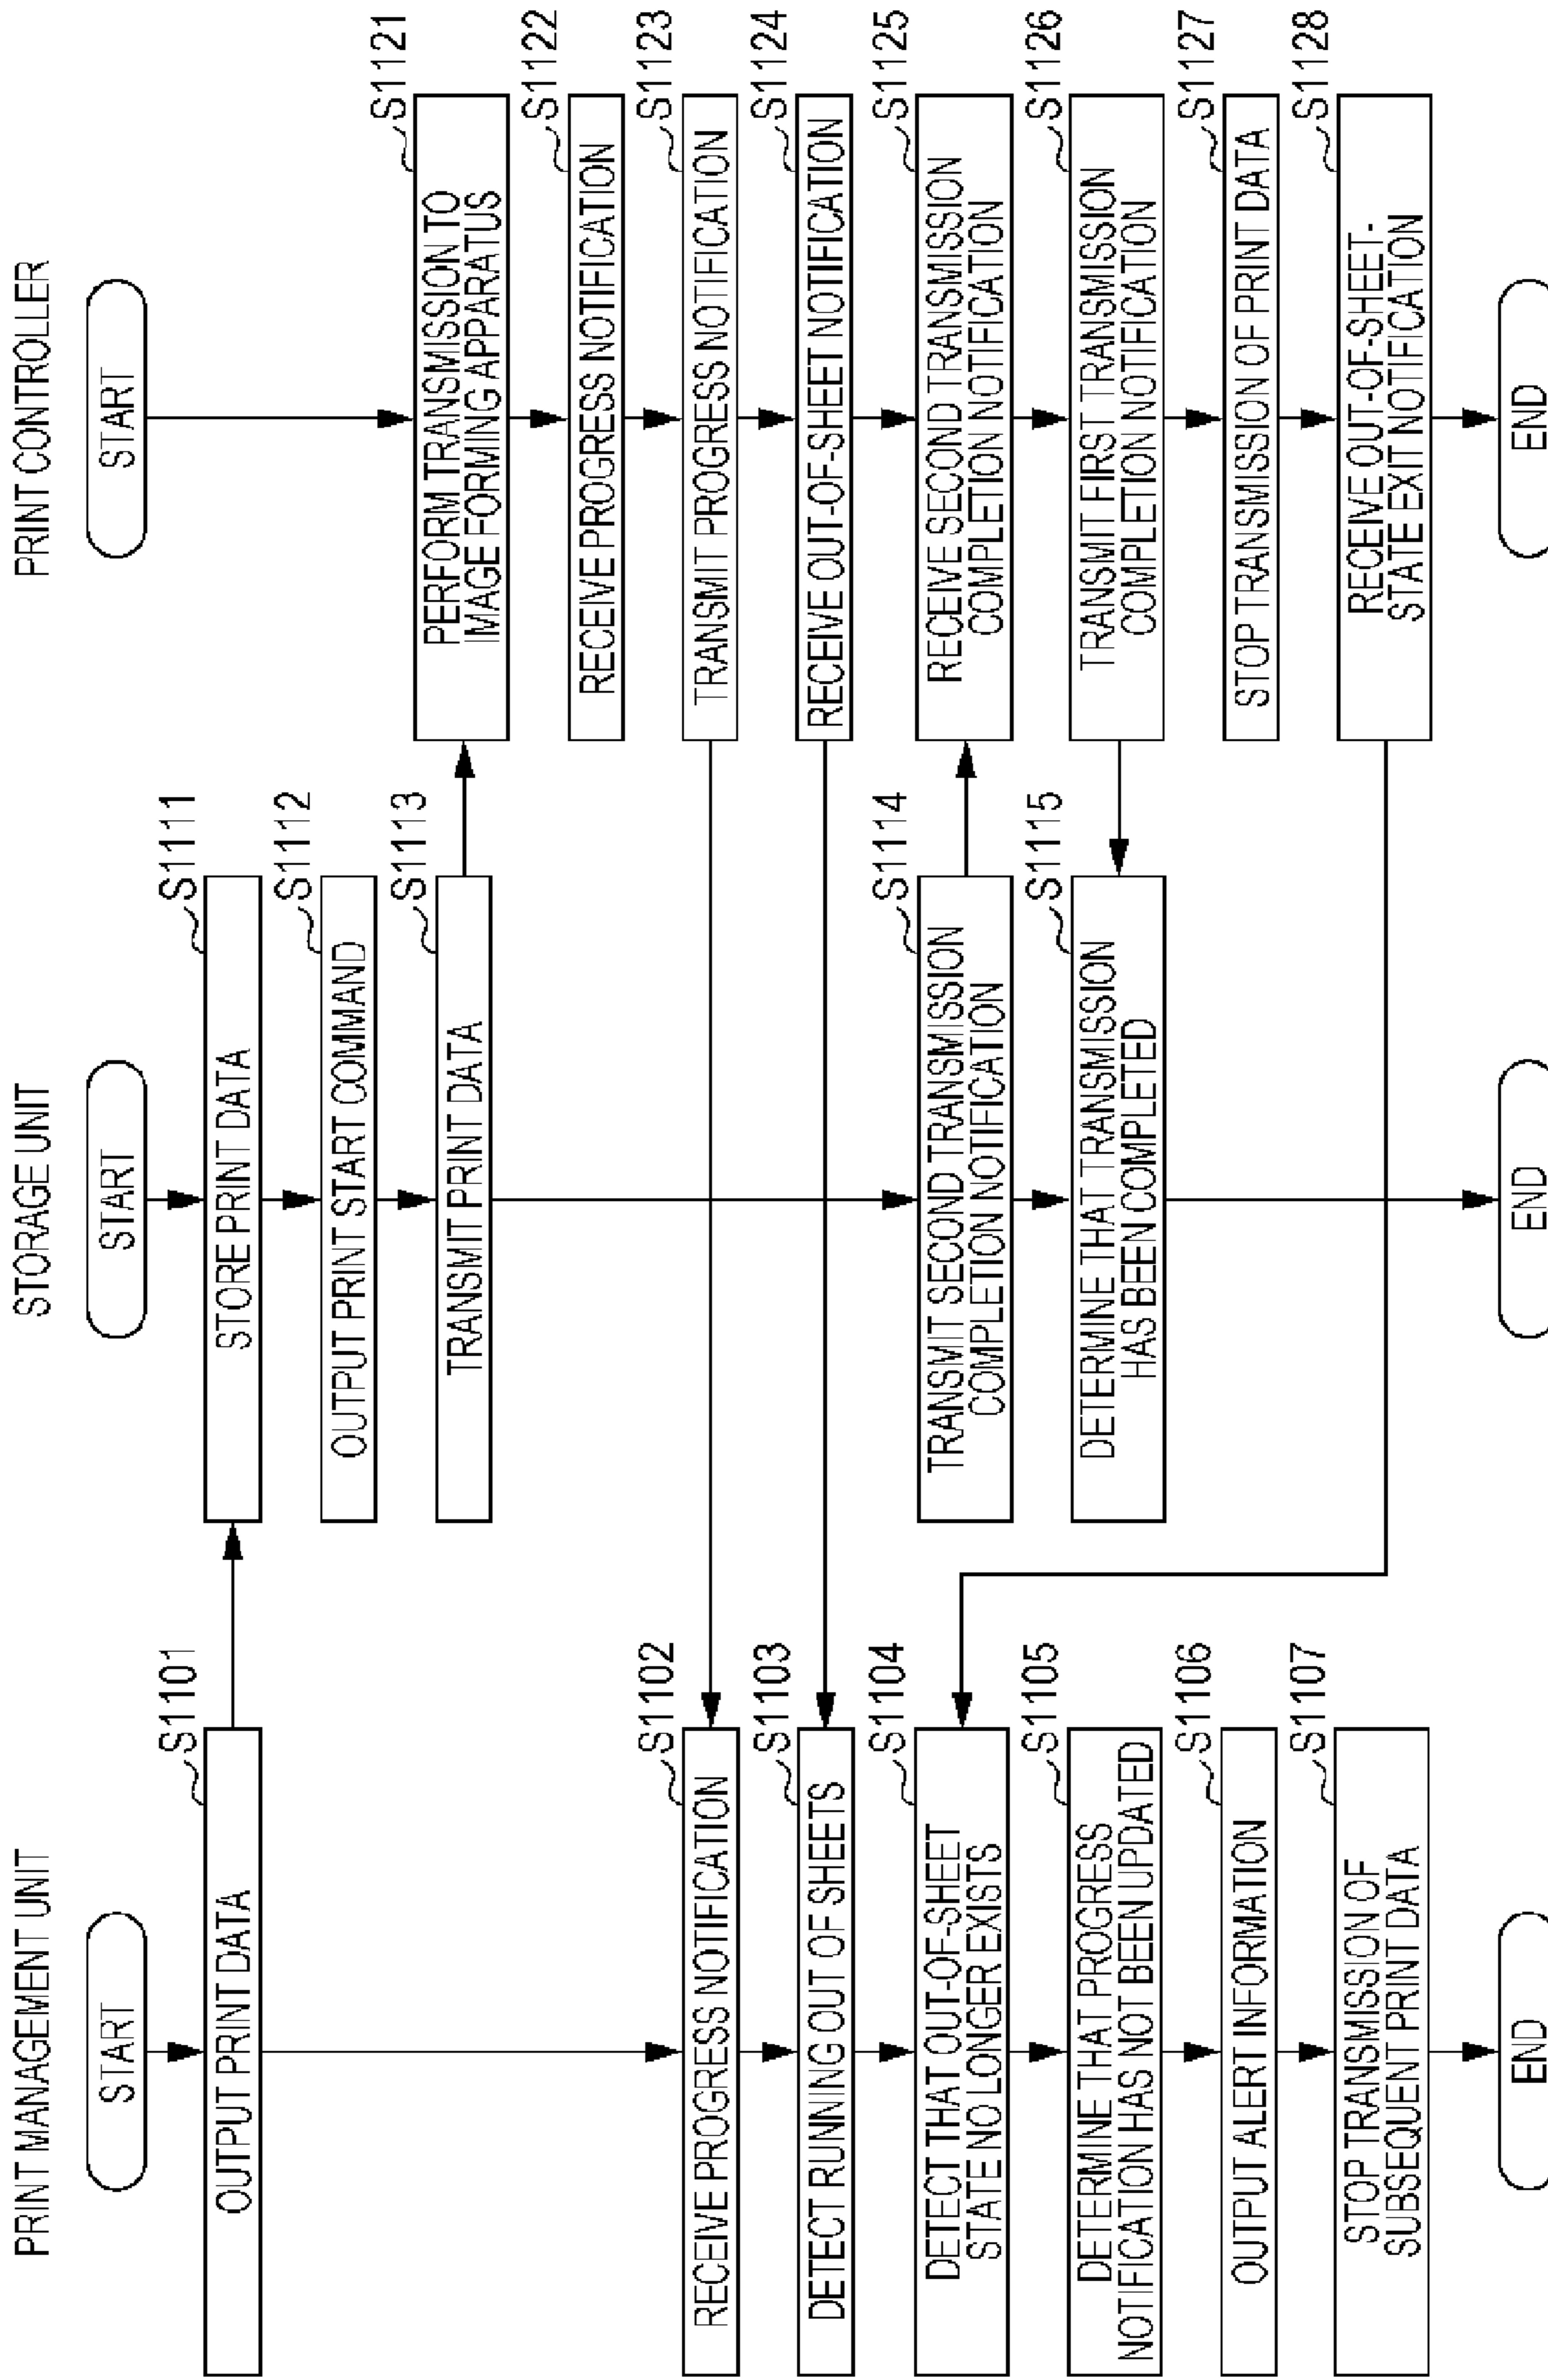 PRINT MANAGEMENT UNIT
START
S1101
OUTPUT PRINT DATA
S1102
RECEIVE PROGRESS NOTIFICATION
S1103
DETECT RUNNING OUT OF SHEETS
S1104
DETECT THAT OUT-OF-SHEET
STATE NO LONGER EXISTS
S1105
DETERMINE THAT PROGRESS
NOTIFICATION HAS NOT BEEN UPDATED
S1106
OUTPUT ALERT INFORMATION
S1107
STOP TRANSMISSION OF
SUBSEQUENT PRINT DATA
END
STORAGE UNIT
START
S1111
STORE PRINT DATA
S1112
OUTPUT PRINT START COMMAND
S1113
TRANSMIT PRINT DATA
S1114
TRANSMIT SECOND TRANSMISSION
COMPLETION NOTIFICATION
S1115
DETERMINE THAT TRANSMISSION
HAS BEEN COMPLETED
END
PRINT CONTROLLER
START
S1121
PERFORM TRANSMISSION TO
IMAGE FORMING APPARATUS
S1122
RECEIVE PROGRESS NOTIFICATION
S1123
TRANSMIT PROGRESS NOTIFICATION
S1124
RECEIVE OUT-OF-SHEET NOTIFICATION
S1125
RECEIVE SECOND TRANSMISSION
COMPLETION NOTIFICATION
S1126
TRANSMIT FIRST TRANSMISSION
COMPLETION NOTIFICATION
S1127
STOP TRANSMISSION OF PRINT DATA
S1128
RECEIVE OUT-OF-SHEET-
STATE EXIT NOTIFICATION
END